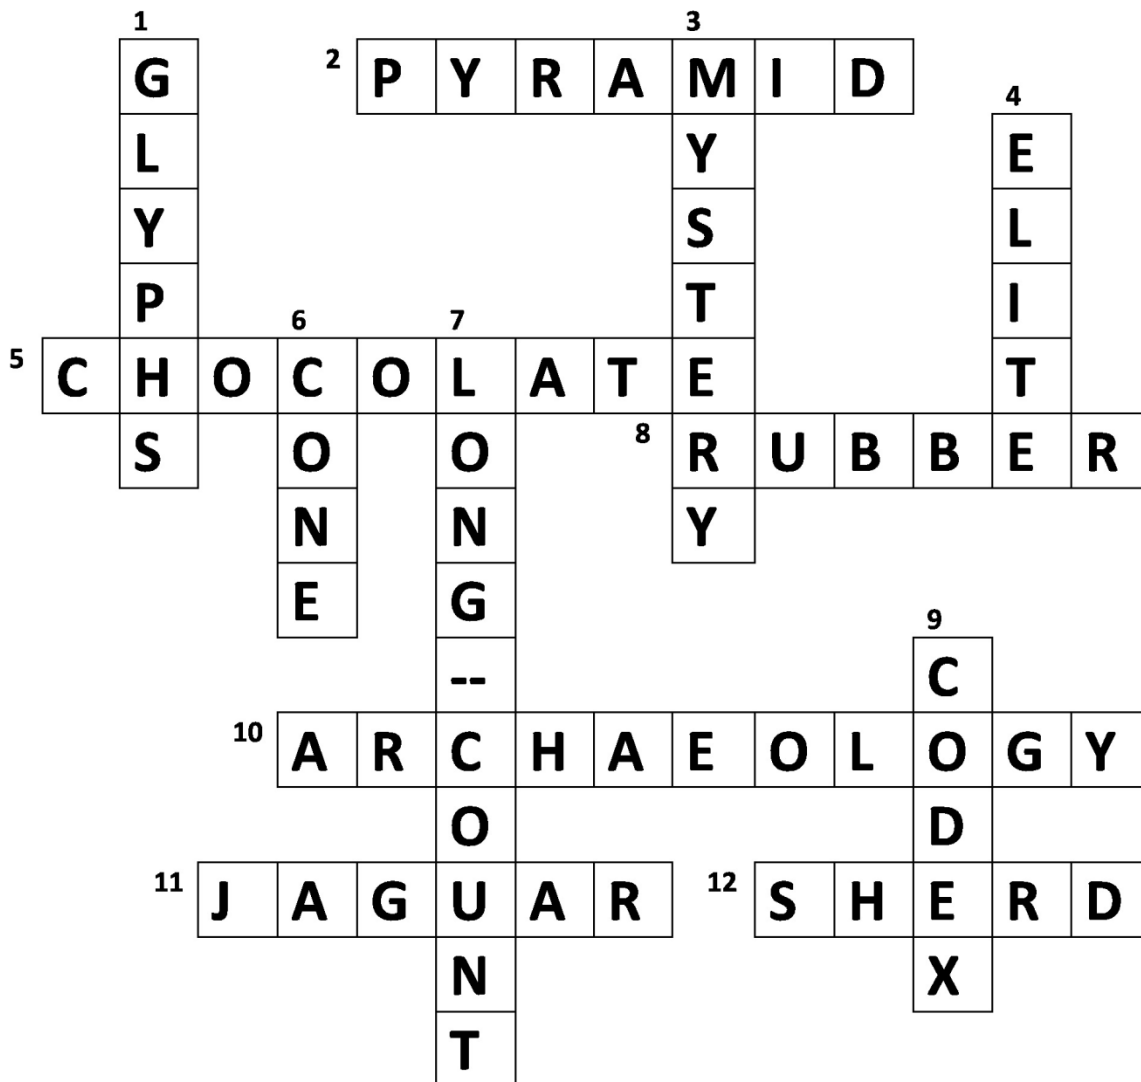 1 3
G 2 P Y R A M I D
4
L Y E
Y S L
P T I
6 7
5 C H O C O L A T E T
S O O 8 R U B B E R
N N Y
E G
9
-- C
10 A R C H A E O L O G Y
O D
11 J A G U A R 12 S H E R D
N X
T